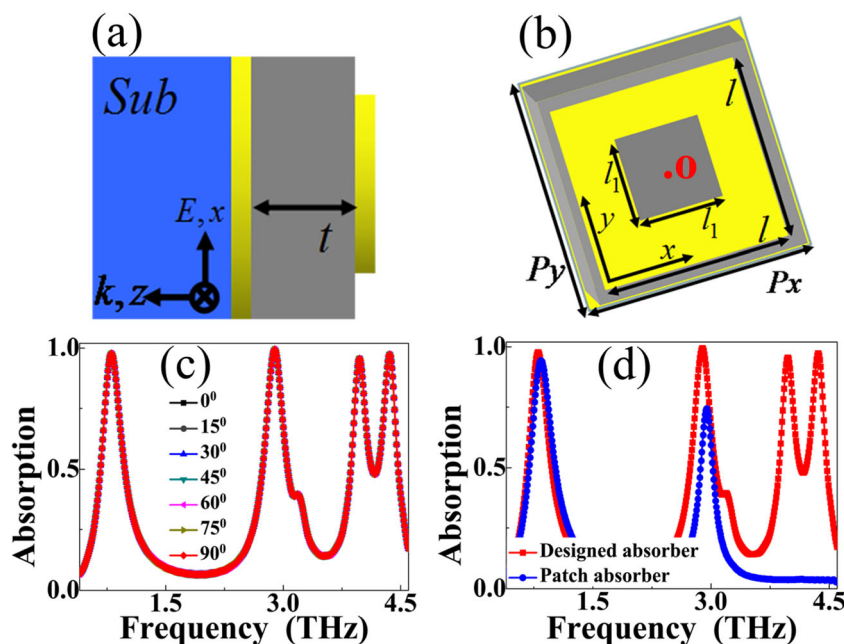 (a)
Sub
E, x
k, z
t
(b)
l
.o
l1
y
l1
x
l
Py
Px
(c)
1.0
0.5
0.0
Absorption
0⁰
15⁰
30⁰
45⁰
60⁰
75⁰
90⁰
1.5
3.0
4.5
Frequency (THz)
(d)
1.0
0.5
0.0
Absorption
Designed absorber
Patch absorber
1.5
3.0
4.5
Frequency (THz)